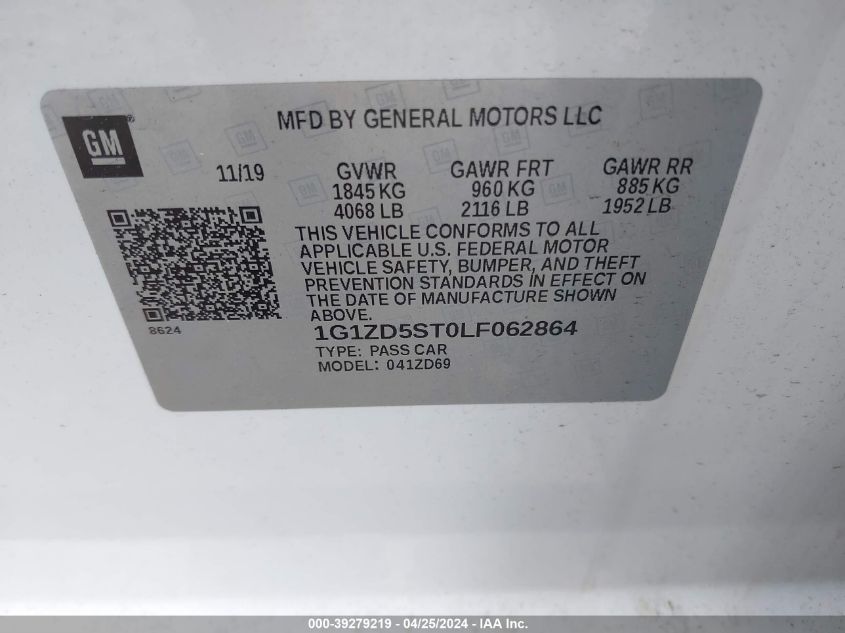 GM
MFD BY GENERAL MOTORS LLC
11/19 GVWR GAWR FRT GAWR RR
1845 KG 960 KG 885 KG
4068 LB 2116 LB 1952 LB
THIS VEHICLE CONFORMS TO ALL
APPLICABLE U.S. FEDERAL MOTOR
VEHICLE SAFETY, BUMPER, AND THEFT
PREVENTION STANDARDS IN EFFECT ON
THE DATE OF MANUFACTURE SHOWN
ABOVE.
8624
1G1ZD5ST0LF062864
TYPE: PASS CAR
MODEL: 041ZD69
000-39279219 - 04/25/2024 - IAA Inc.